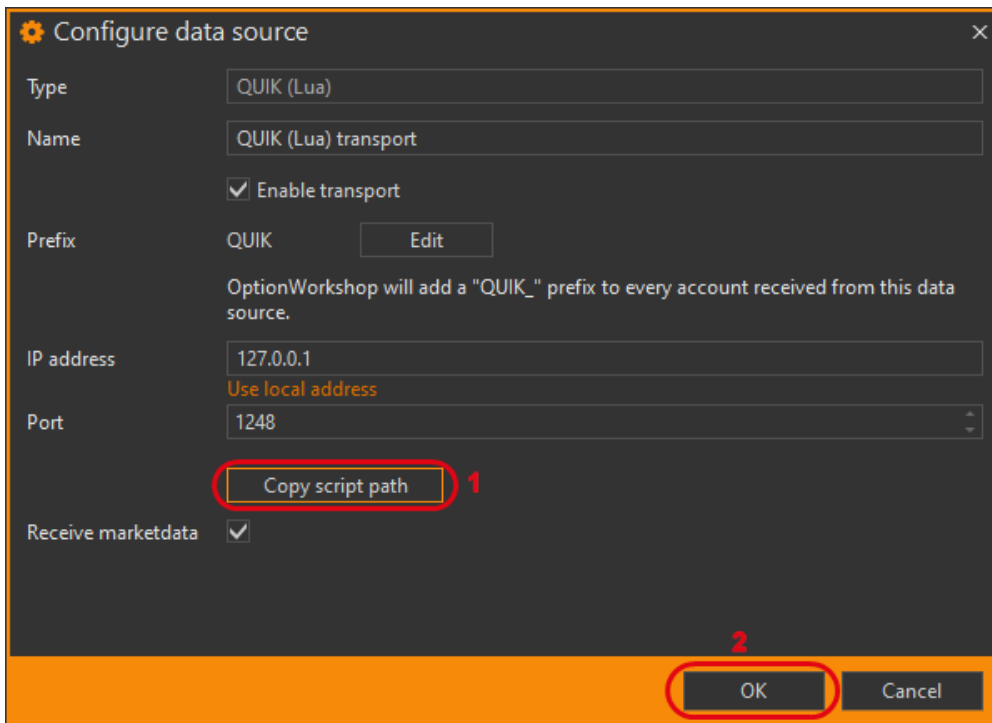 Configure data source
Type QUIK (Lua)
Name QUIK (Lua) transport
Enable transport
Prefix QUIK Edit
OptionWorkshop will add a "QUIK_" prefix to every account received from this data
source.
IP address 127.0.0.1
Use local address
Port 1248
Copy script path 1
Receive marketdata
2
OK Cancel